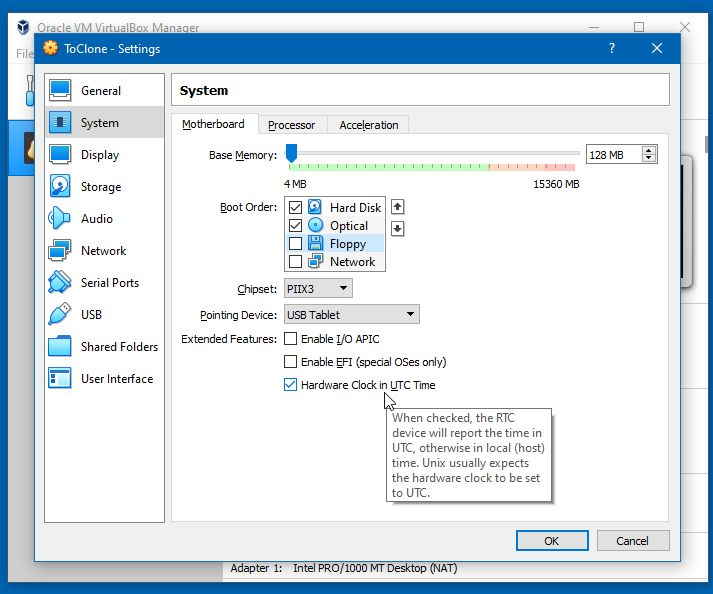 Oracle VM VirtualBox Manager
File
ToClone - Settings
General
System
Display
Storage
Audio
Network
Serial Ports
USB
Shared Folders
User Interface
System
Motherboard
Processor
Acceleration
Base Memory:
128 MB
4 MB
15360 MB
Boot Order:
Hard Disk
Optical
Floppy
Network
Chipset:
PIIX3
Pointing Device:
USB Tablet
Extended Features:
Enable I/O APIC
Enable EFI (special OSes only)
Hardware Clock in UTC Time
When checked, the RTC
device will report the time in
UTC, otherwise in local (host)
time. Unix usually expects
the hardware clock to be set
to UTC.
OK
Cancel
Adapter 1: Intel PRO/1000 MT Desktop (NAT)